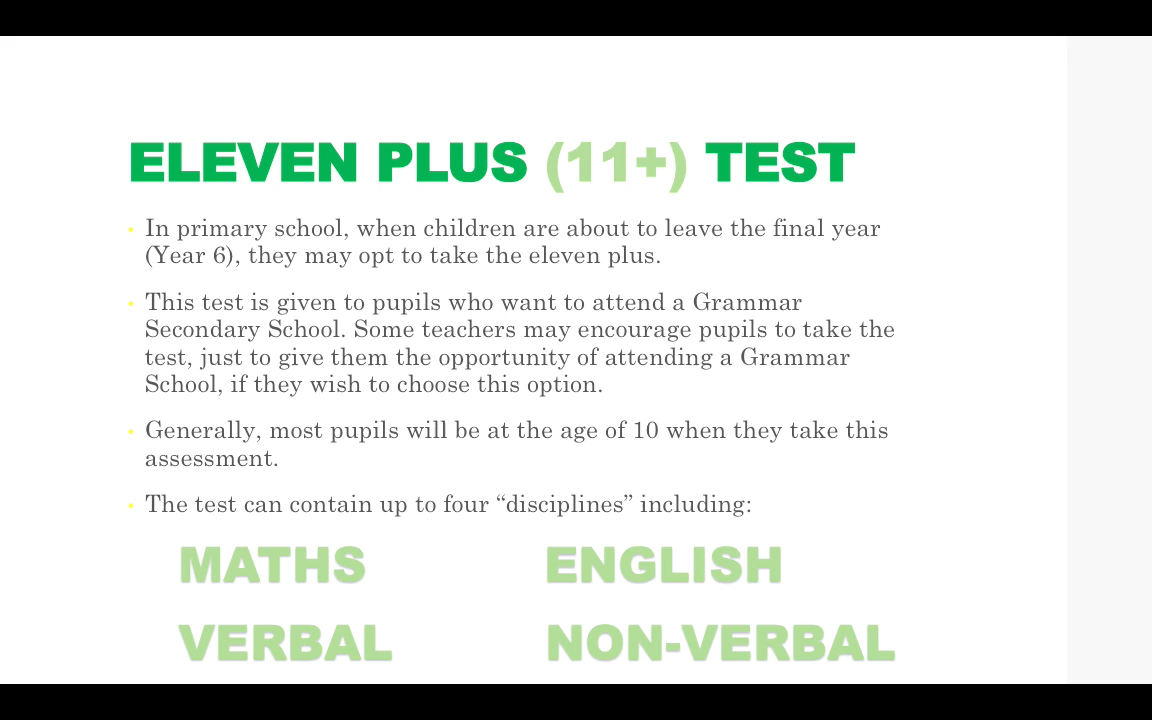 ELEVEN PLUS (11+) TEST
• In primary school, when children are about to leave the final year
(Year 6), they may opt to take the eleven plus.
• This test is given to pupils who want to attend a Grammar
Secondary School. Some teachers may encourage pupils to take the
test, just to give them the opportunity of attending a Grammar
School, if they wish to choose this option.
• Generally, most pupils will be at the age of 10 when they take this
assessment.
• The test can contain up to four “disciplines” including:
MATHS ENGLISH
VERBAL NON-VERBAL